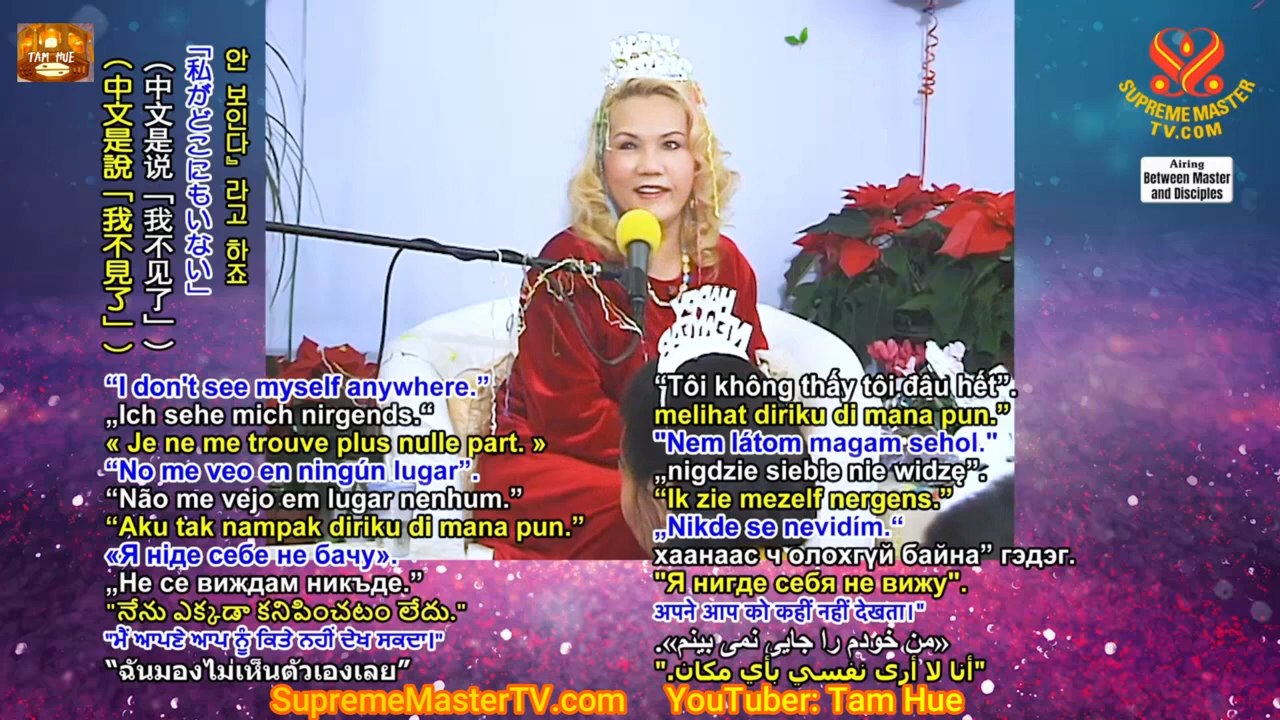 TAM HUE
안 보인다』라고 하죠
「私がどこにもいない」
（中文是说「我不见了」）
（中文是說「我不見了」）
SUPREME MASTER
TV.COM
Airing
Between Master
and Disciples
HAPPY
NEW YEAR
“I don't see myself anywhere.”
„Ich sehe mich nirgends.“
« Je ne me trouve plus nulle part. »
“No me veo en ningún lugar”.
“Não me vejo em lugar nenhum.”
“Aku tak nampak diriku di mana pun.”
«Я ніде себе не бачу».
„Не се виждам никъде.”
"నేను ఎక్కడా కనిపించటం లేదు."
"ਮੈਂ ਆਪਣੇ ਆਪ ਨੂੰ ਕਿਤੇ ਨਹੀਂ ਦੇਖ ਸਕਦਾ।"
“ฉันมองไม่เห็นตัวเองเลย”
“Tôi không thấy tôi đâu hết”.
melihat diriku di mana pun.”
"Nem látom magam sehol."
„nigdzie siebie nie widzę”.
“Ik zie mezelf nergens.”
„Nikde se nevidím.“
хаанаас ч олохгүй байна” гэдэг.
"Я нигде себя не вижу".
अपने आप को कहीं नहीं देखता।"
«من خودم را جایی نمی بینم».
"أنا لا أرى نفسي بأي مكان."
SupremeMasterTV.com
YouTuber: Tam Hue